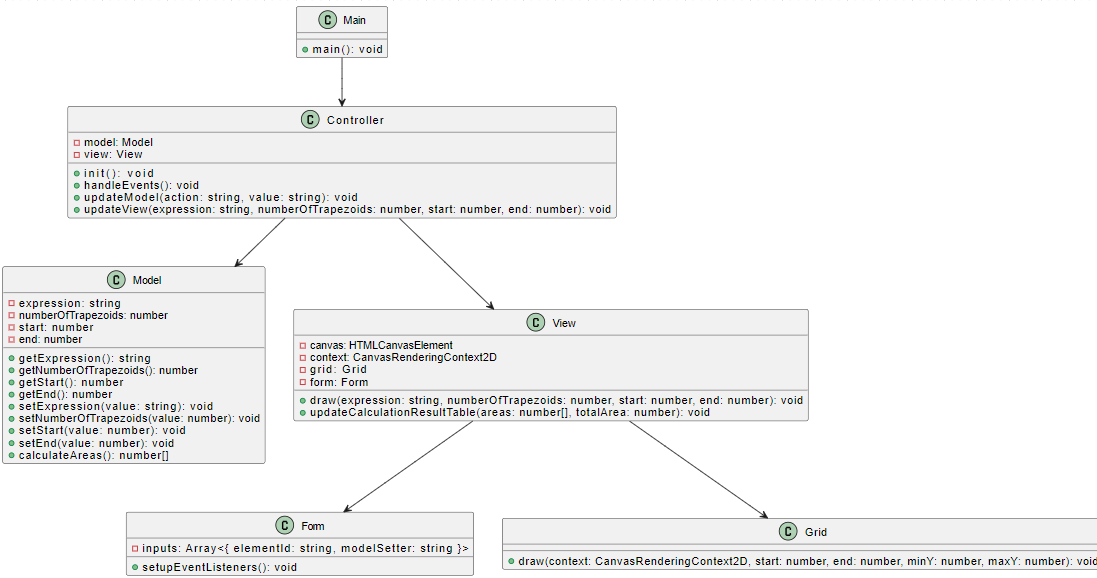 C Main
main(): void
C Controller
model: Model
view: View
init(): void
handleEvents(): void
updateModel(action: string, value: string): void
updateView(expression: string, numberOfTrapezoids: number, start: number, end: number): void
C Model
expression: string
numberOfTrapezoids: number
start: number
end: number
getExpression(): string
getNumberOfTrapezoids(): number
getStart(): number
getEnd(): number
setExpression(value: string): void
setNumberOfTrapezoids(value: number): void
setStart(value: number): void
setEnd(value: number): void
calculateAreas(): number[]
C View
canvas: HTMLCanvasElement
context: CanvasRenderingContext2D
grid: Grid
form: Form
draw(expression: string, numberOfTrapezoids: number, start: number, end: number): void
updateCalculationResultTable(areas: number[], totalArea: number): void
C Form
inputs: Array<{ elementId: string, modelSetter: string }>
setupEventListeners(): void
C Grid
draw(context: CanvasRenderingContext2D, start: number, end: number, minY: number, maxY: number): void